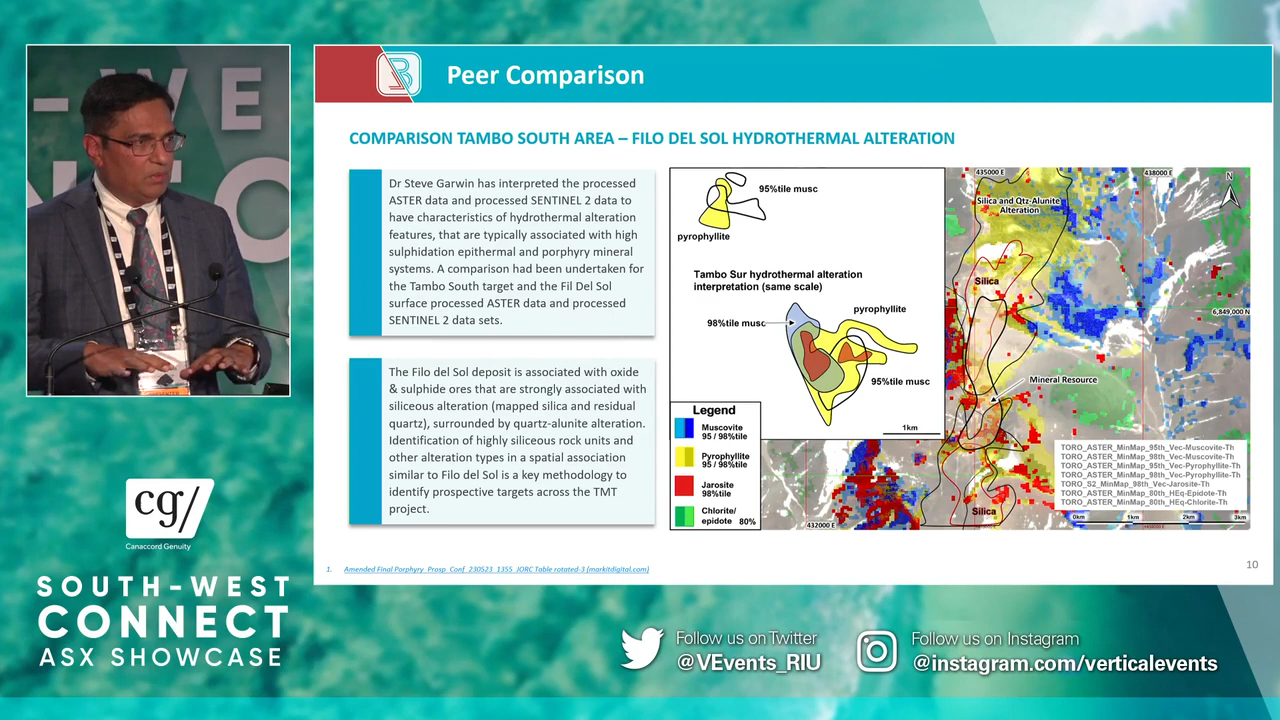 - W E
N F O
Peer Comparison
COMPARISON TAMBO SOUTH AREA – FILO DEL SOL HYDROTHERMAL ALTERATION
Dr Steve Garwin has interpreted the processed
ASTER data and processed SENTINEL 2 data to
have characteristics of hydrothermal alteration
features, that are typically associated with high
sulphidation epithermal and porphyry mineral
systems. A comparison had been undertaken for
the Tambo South target and the Fil Del Sol
surface processed ASTER data and processed
SENTINEL 2 data sets.
The Filo del Sol deposit is associated with oxide
& sulphide ores that are strongly associated with
siliceous alteration (mapped silica and residual
quartz), surrounded by quartz-alunite alteration.
Identification of highly siliceous rock units and
other alteration types in a spatial association
similar to Filo del Sol is a key methodology to
identify prospective targets across the TMT
project.
95%tile musc
pyrophyllite
Tambo Sur hydrothermal alteration
interpretation (same scale)
pyrophyllite
98%tile musc
95%tile musc
1km
Legend
Muscovite
95 / 98%tile
Pyrophyllite
95 / 98%tile
Jarosite
98%tile
Chlorite/
epidote 80%
435000 E
438000 E
N
Silica and Qtz-Alunite
Alteration
Silica
6,849,000 N
Mineral Resource
TORO_ASTER_MinMap_95th_Vec-Muscovite-Th
TORO_ASTER_MinMap_98th_Vec-Muscovite-Th
TORO_ASTER_MinMap_95th_Vec-Pyrophyllite-Th
TORO_ASTER_MinMap_98th_Vec-Pyrophyllite-Th
TORO_S2_MinMap_98th_Vec-Jarosite-Th
TORO_ASTER_MinMap_80th_HEq-Epidote-Th
TORO_ASTER_MinMap_80th_HEq-Chlorite-Th
Silica
432000 E
0km 1km 2km 3km
1. Amended Final Porphyry_Prosp_Conf_230523_1355_JORC Table rotated-3 (markitdigital.com)
10
cg/
Canaccord Genuity
SOUTH-WEST
CONNECT
ASX SHOWCASE
Follow us on Twitter
@VEvents_RIU
Follow us on Instagram
@instagram.com/verticalevents